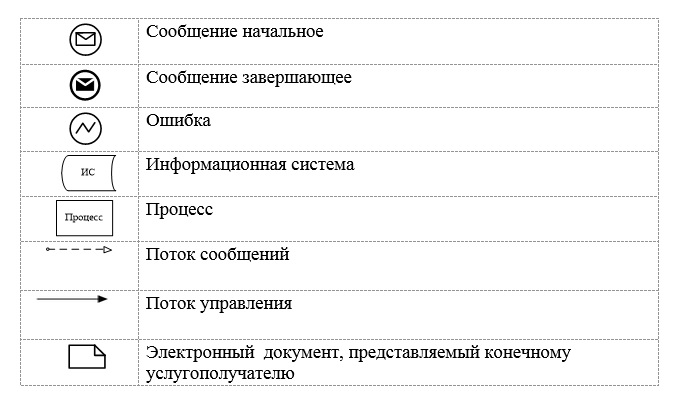 Сообщение начальное
Сообщение завершающее
Ошибка
ИС
Информационная система
Процесс
Процесс
Поток сообщений
Поток управления
Электронный  документ, представляемый конечному
услугополучателю